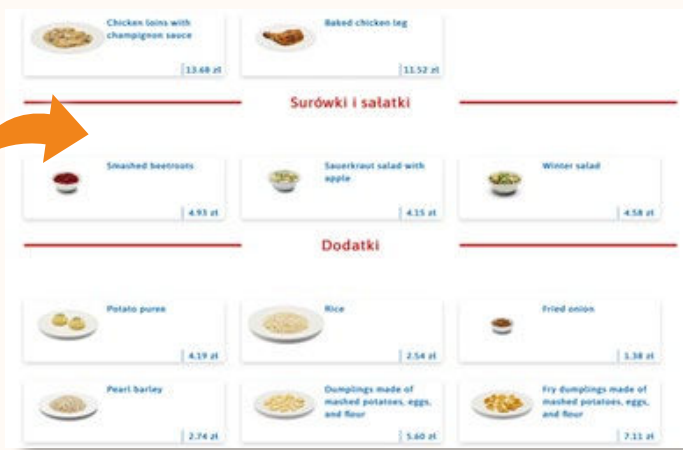 Chicken loins with
champignon sauce
13.68 zł
Baked chicken leg
11.52 zł
Surówki i sałatki
Smashed beetroots
4.93 zł
Sauerkraut salad with
apple
4.15 zł
Winter salad
4.58 zł
Dodatki
Potato puree
4.19 zł
Rice
2.54 zł
Fried onion
1.38 zł
Pearl barley
2.74 zł
Dumplings made of
mashed potatoes, eggs,
and flour
5.60 zł
Fry dumplings made of
mashed potatoes, eggs,
and flour
7.11 zł